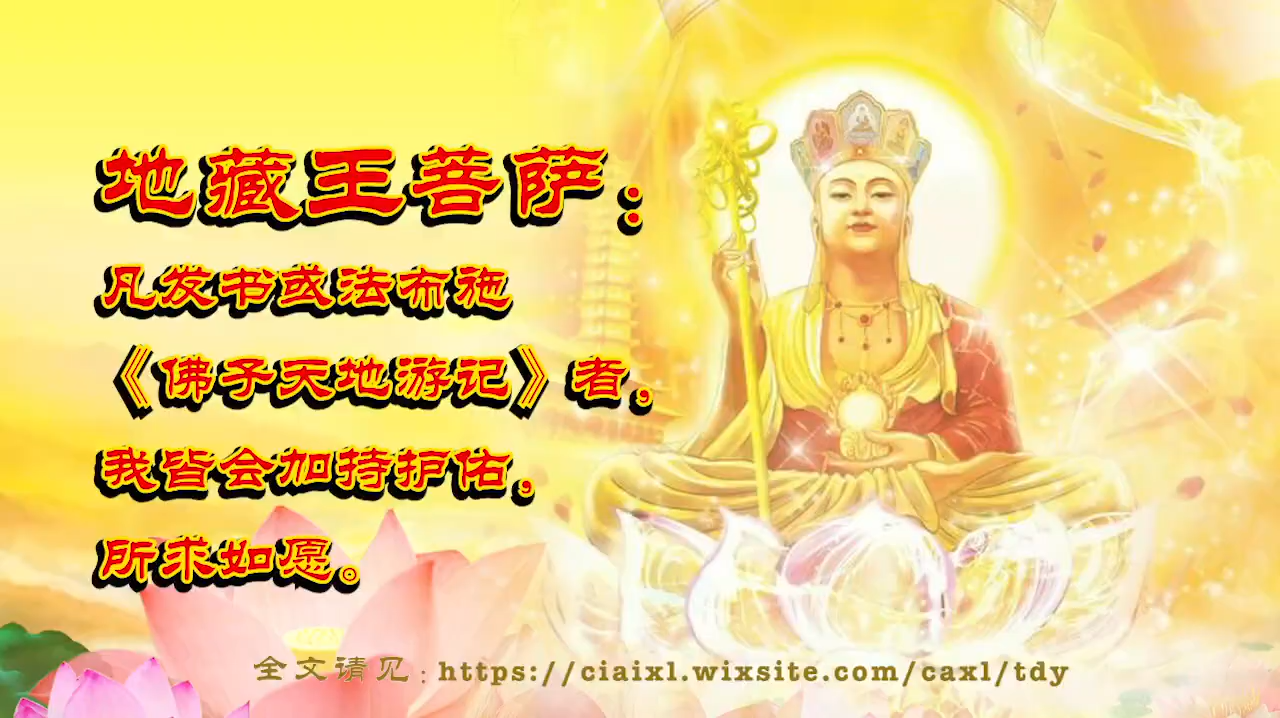 地藏王菩萨：
凡发书或法布施
《佛子天地游记》者，
我皆会加持护佑，
所求如愿。
全文请见：https://ciaixl.wixsite.com/caxl/tdy